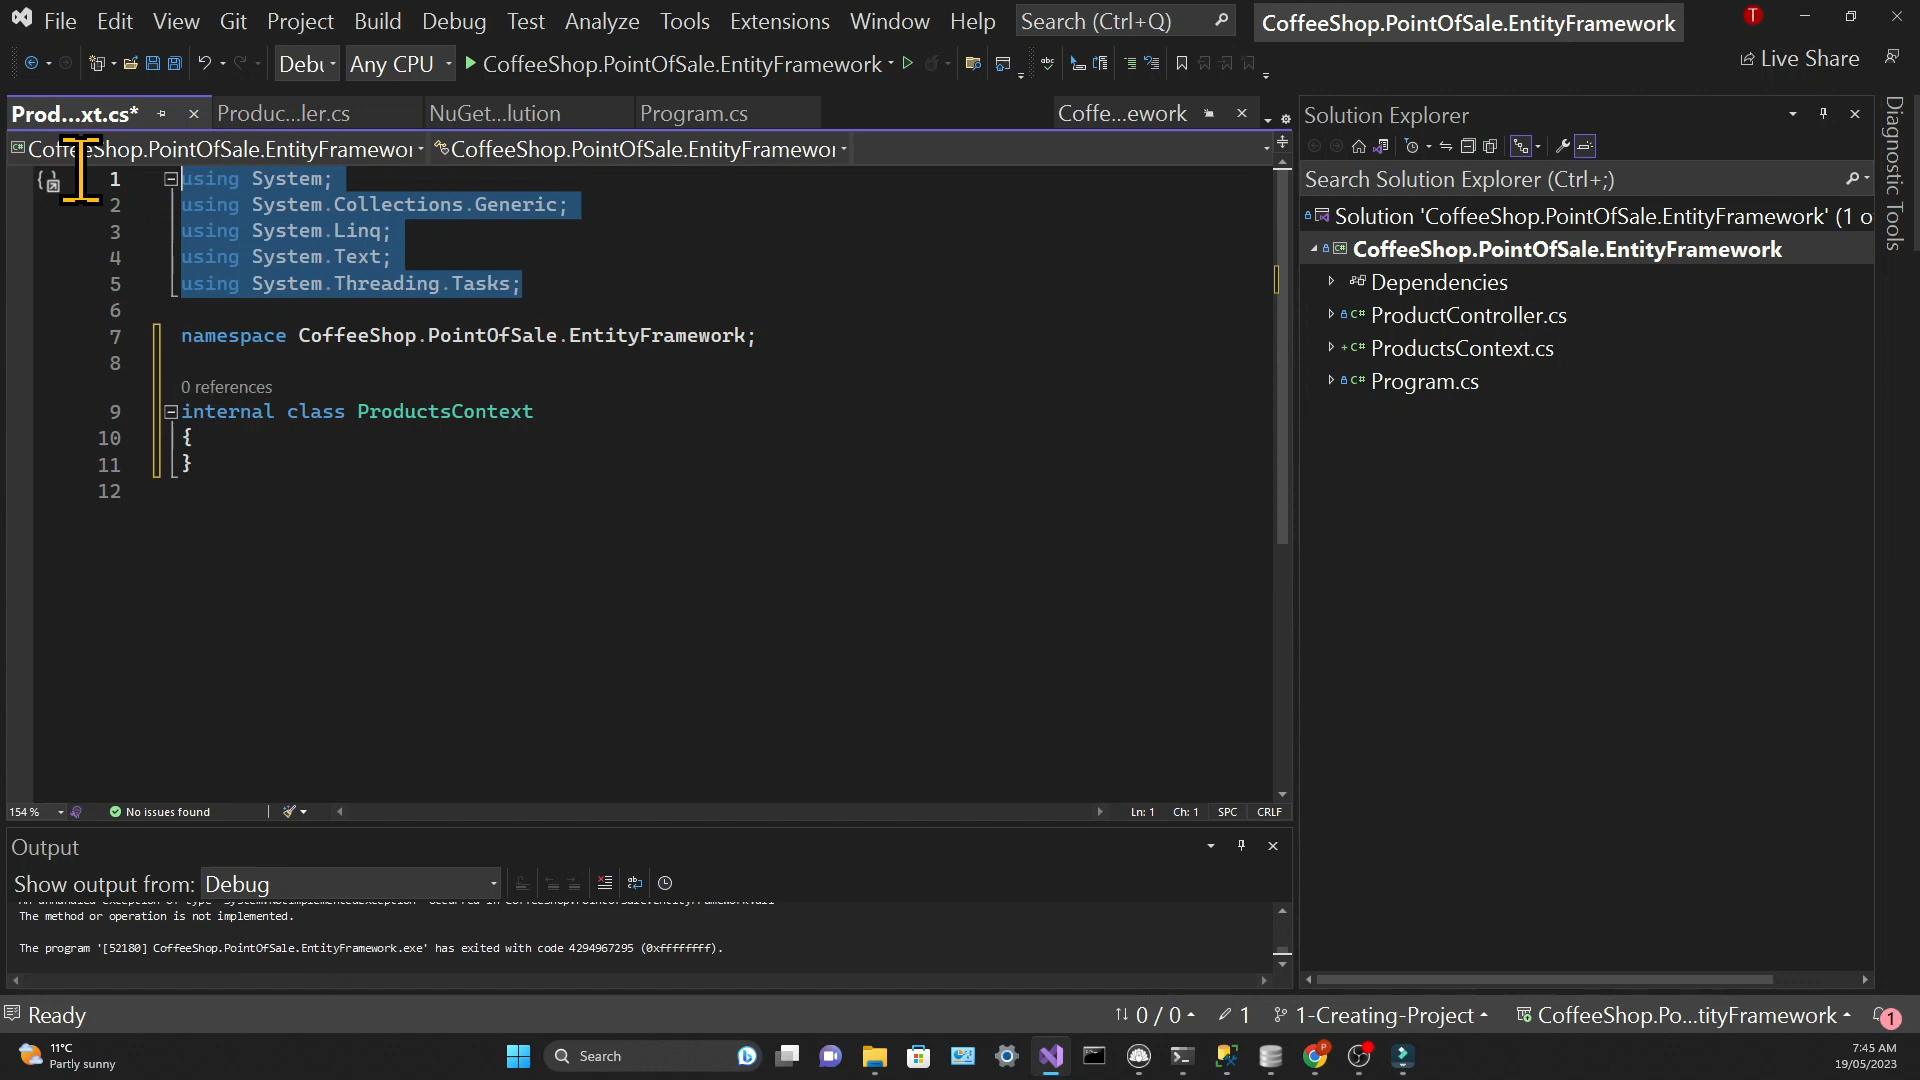 File Edit View Git Project Build Debug Test Analyze Tools Extensions Window Help Search (Ctrl+Q) CoffeeShop.PointOfSale.EntityFramework T
Debu Any CPU CoffeeShop.PointOfSale.EntityFramework Live Share
Prod...xt.cs* Produc...ler.cs NuGet...lution Program.cs Coffe...ework
CoffeeShop.PointOfSale.EntityFramewor CoffeeShop.PointOfSale.EntityFramewor
1 using System;
2 using System.Collections.Generic;
3 using System.Linq;
4 using System.Text;
5 using System.Threading.Tasks;
6
7 namespace CoffeeShop.PointOfSale.EntityFramework;
8
0 references
9 internal class ProductsContext
10 {
11 }
12
154 % No issues found Ln: 1 Ch: 1 SPC CRLF
Output
Show output from: Debug
The method or operation is not implemented.
The program '[52180] CoffeeShop.PointOfSale.EntityFramework.exe' has exited with code 4294967295 (0xffffffff).
Solution Explorer
Search Solution Explorer (Ctrl+;)
Solution 'CoffeeShop.PointOfSale.EntityFramework' (1 o
CoffeeShop.PointOfSale.EntityFramework
Dependencies
C# ProductController.cs
C# ProductsContext.cs
C# Program.cs
Diagnostic Tools
Ready 0 / 0 1 1-Creating-Project CoffeeShop.Po...tityFramework 1
11°C
Partly sunny
Search
7:45 AM
19/05/2023